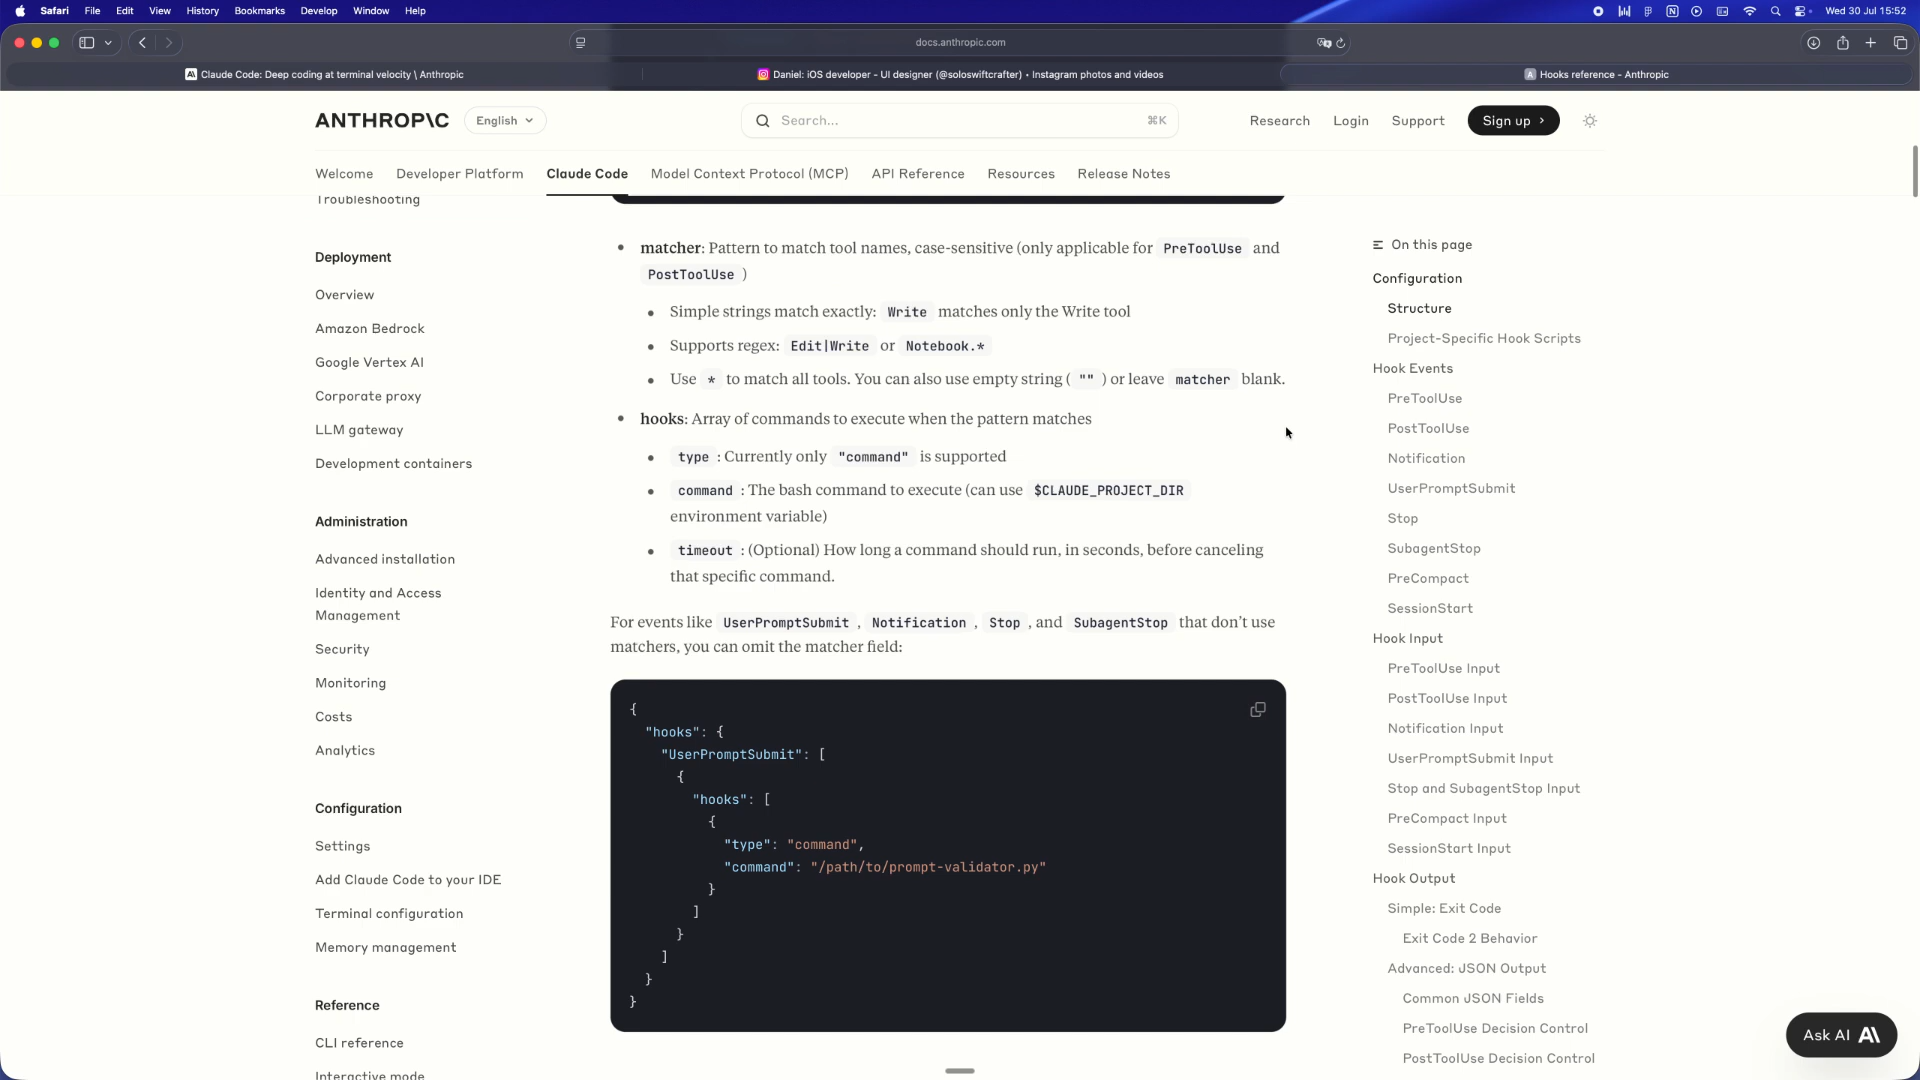 Safari File Edit View History Bookmarks Develop Window Help
Wed 30 Jul 15:52
docs.anthropic.com
Claude Code: Deep coding at terminal velocity \ Anthropic
Daniel: iOS developer - UI designer (@soloswiftcrafter) • Instagram photos and videos
Hooks reference - Anthropic
ANTHROP\C
English
Search...
⌘K
Research
Login
Support
Sign up
Welcome
Developer Platform
Claude Code
Model Context Protocol (MCP)
API Reference
Resources
Release Notes
Troubleshooting
Deployment
Overview
Amazon Bedrock
Google Vertex AI
Corporate proxy
LLM gateway
Development containers
Administration
Advanced installation
Identity and Access
Management
Security
Monitoring
Costs
Analytics
Configuration
Settings
Add Claude Code to your IDE
Terminal configuration
Memory management
Reference
CLI reference
Interactive mode
matcher: Pattern to match tool names, case-sensitive (only applicable for PreToolUse and
PostToolUse )
Simple strings match exactly: Write matches only the Write tool
Supports regex: Edit|Write or Notebook.*
Use * to match all tools. You can also use empty string ( "" ) or leave matcher blank.
hooks: Array of commands to execute when the pattern matches
type : Currently only "command" is supported
command : The bash command to execute (can use $CLAUDE_PROJECT_DIR
environment variable)
timeout : (Optional) How long a command should run, in seconds, before canceling
that specific command.
For events like UserPromptSubmit , Notification , Stop , and SubagentStop that don't use
matchers, you can omit the matcher field:
{
"hooks": {
"UserPromptSubmit": [
{
"hooks": [
{
"type": "command",
"command": "/path/to/prompt-validator.py"
}
]
}
]
}
}
On this page
Configuration
Structure
Project-Specific Hook Scripts
Hook Events
PreToolUse
PostToolUse
Notification
UserPromptSubmit
Stop
SubagentStop
PreCompact
SessionStart
Hook Input
PreToolUse Input
PostToolUse Input
Notification Input
UserPromptSubmit Input
Stop and SubagentStop Input
PreCompact Input
SessionStart Input
Hook Output
Simple: Exit Code
Exit Code 2 Behavior
Advanced: JSON Output
Common JSON Fields
PreToolUse Decision Control
PostToolUse Decision Control
Ask AI